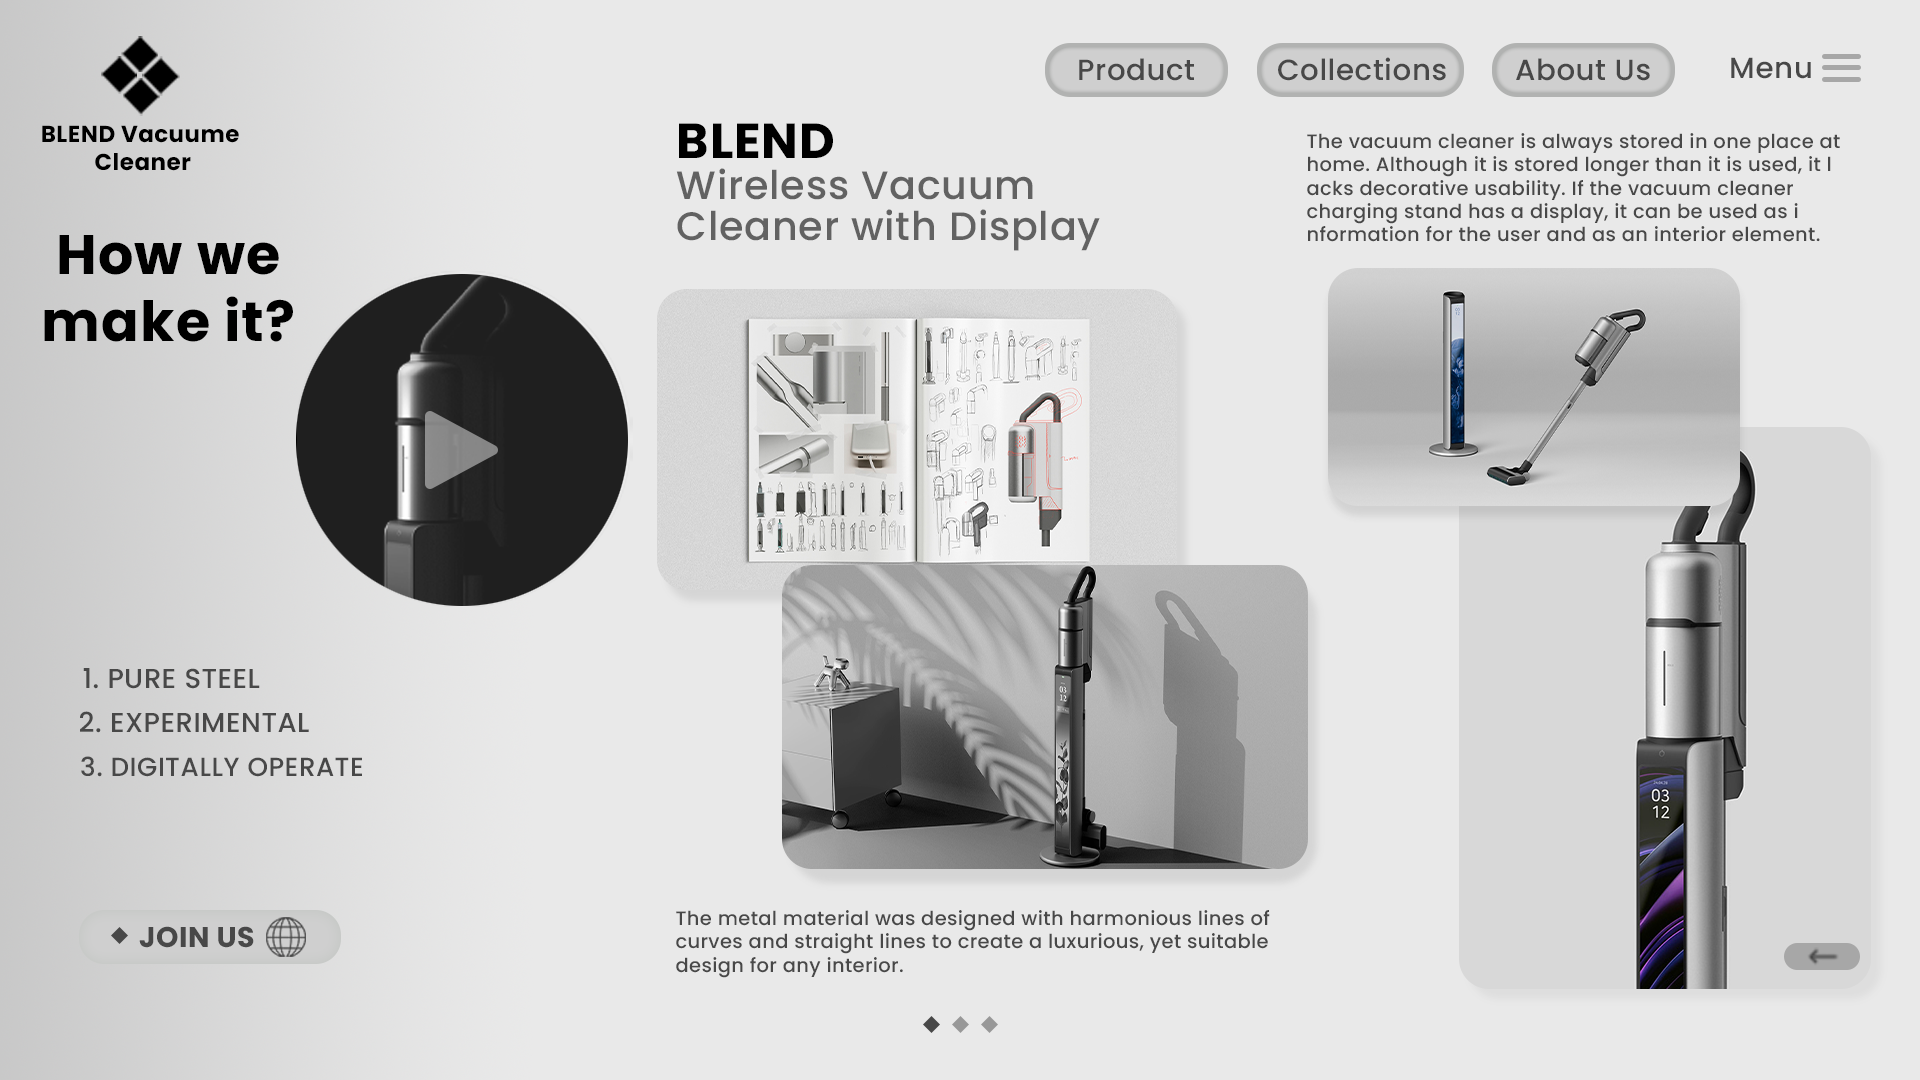 BLEND Vacuume
Cleaner
Product
Collections
About Us
Menu
How we
make it?
1. PURE STEEL
2. EXPERIMENTAL
3. DIGITALLY OPERATE
JOIN US
BLEND
Wireless Vacuum
Cleaner with Display
The metal material was designed with harmonious lines of
curves and straight lines to create a luxurious, yet suitable
design for any interior.
The vacuum cleaner is always stored in one place at
home. Although it is stored longer than it is used, it l
acks decorative usability. If the vacuum cleaner
charging stand has a display, it can be used as i
nformation for the user and as an interior element.
03
12
03
12